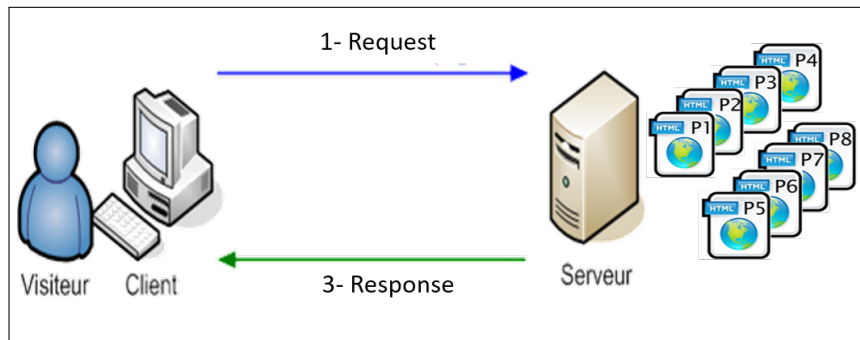 1- Request
HTML P4
HTML P3
HTML P2
HTML P1
HTML P8
HTML P7
HTML P6
HTML P5
Visiteur
Client
3- Response
Serveur